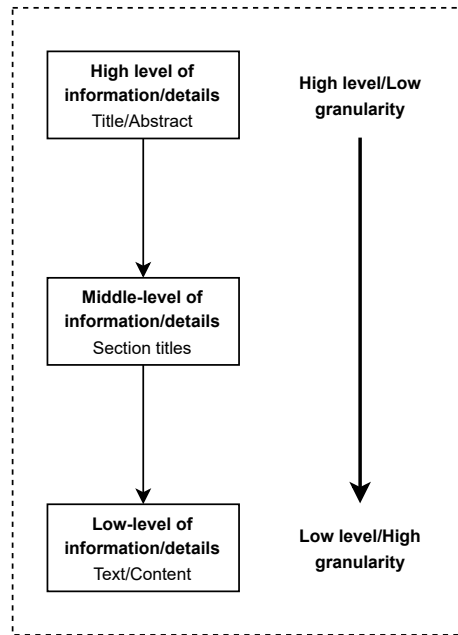 High level of
information/details
Title/Abstract
High level/Low
granularity
Middle-level of
information/details
Section titles
Low-level of
information/details
Text/Content
Low level/High
granularity